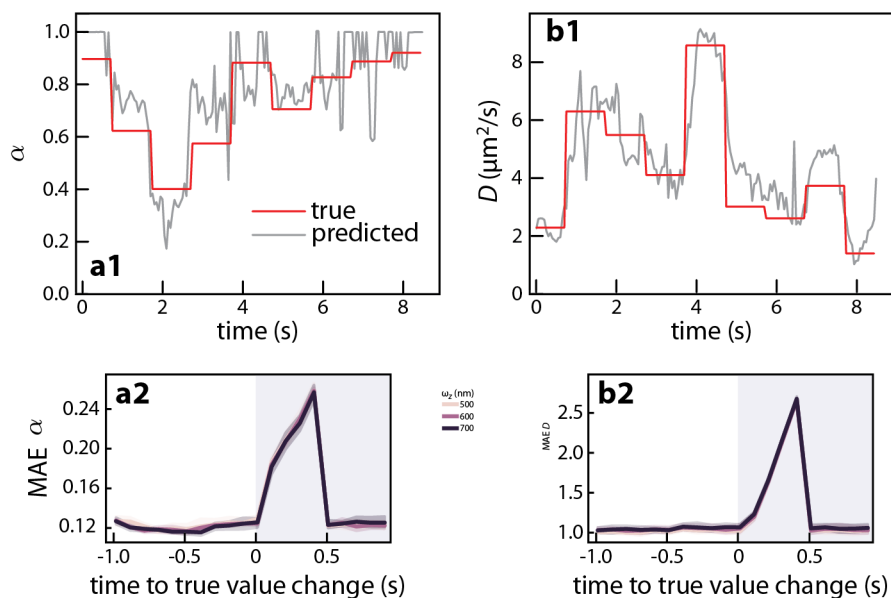 a1
α
1.0
0.8
0.6
0.4
0.2
0.0
true
predicted
0 2 4 6 8
time (s)
b1
D (μm²/s)
8
6
4
2
0
0 2 4 6 8
time (s)
a2
MAE α
0.24
0.20
0.16
0.12
-1.0 -0.5 0 0.5
time to true value change (s)
ωz (nm)
500
600
700
b2
MAE D
2.5
2.0
1.5
1.0
-1.0 -0.5 0 0.5
time to true value change (s)